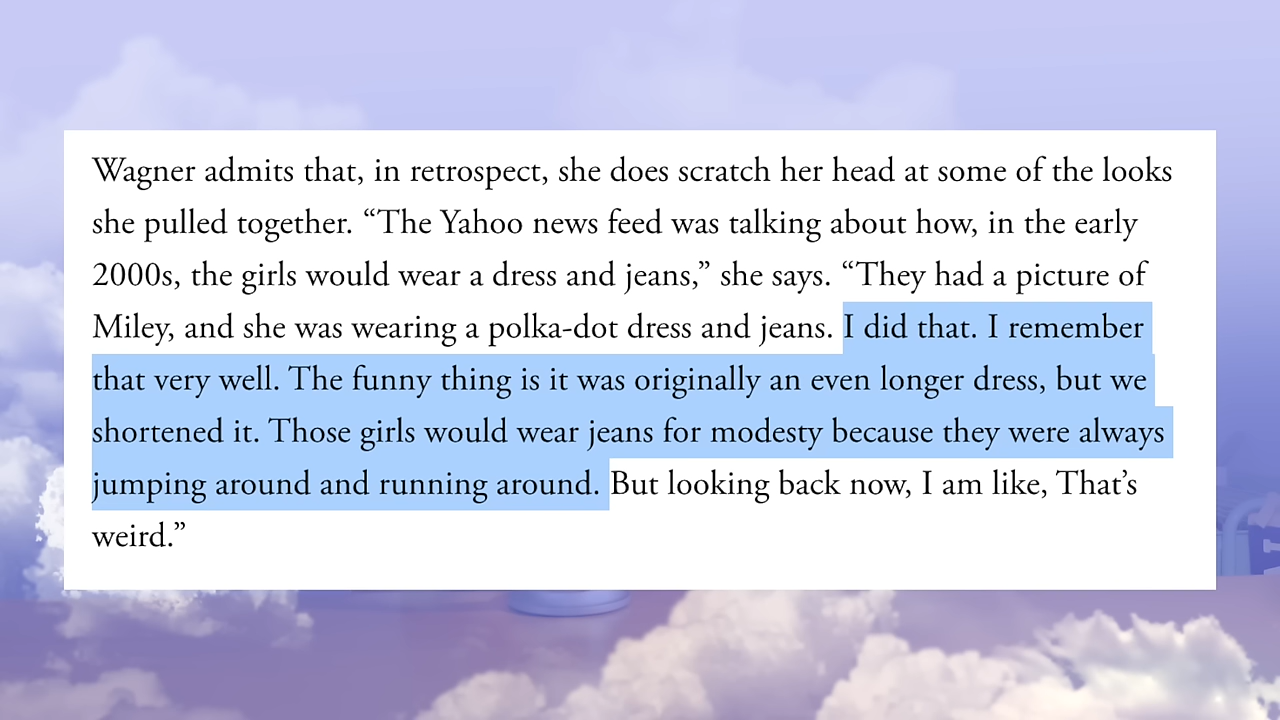 Wagner admits that, in retrospect, she does scratch her head at some of the looks
she pulled together. “The Yahoo news feed was talking about how, in the early
2000s, the girls would wear a dress and jeans,” she says. “They had a picture of
Miley, and she was wearing a polka-dot dress and jeans. I did that. I remember
that very well. The funny thing is it was originally an even longer dress, but we
shortened it. Those girls would wear jeans for modesty because they were always
jumping around and running around. But looking back now, I am like, That’s
weird.”